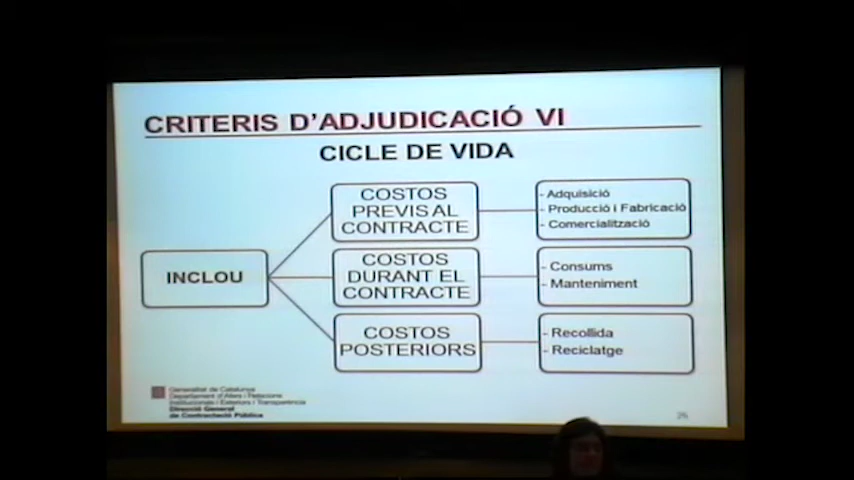 CRITERIS D'ADJUDICACIÓ VI
CICLE DE VIDA
INCLOU
COSTOS
PREVIS AL
CONTRACTE
- Adquisició
- Producció i Fabricació
- Comercialització
COSTOS
DURANT EL
CONTRACTE
- Consums
- Manteniment
COSTOS
POSTERIORS
- Recollida
- Reciclatge
Generalitat de Catalunya
Departament d'Afers i Relacions
Institucionals i Exteriors i Transparència
Direcció General
de Contractació Pública